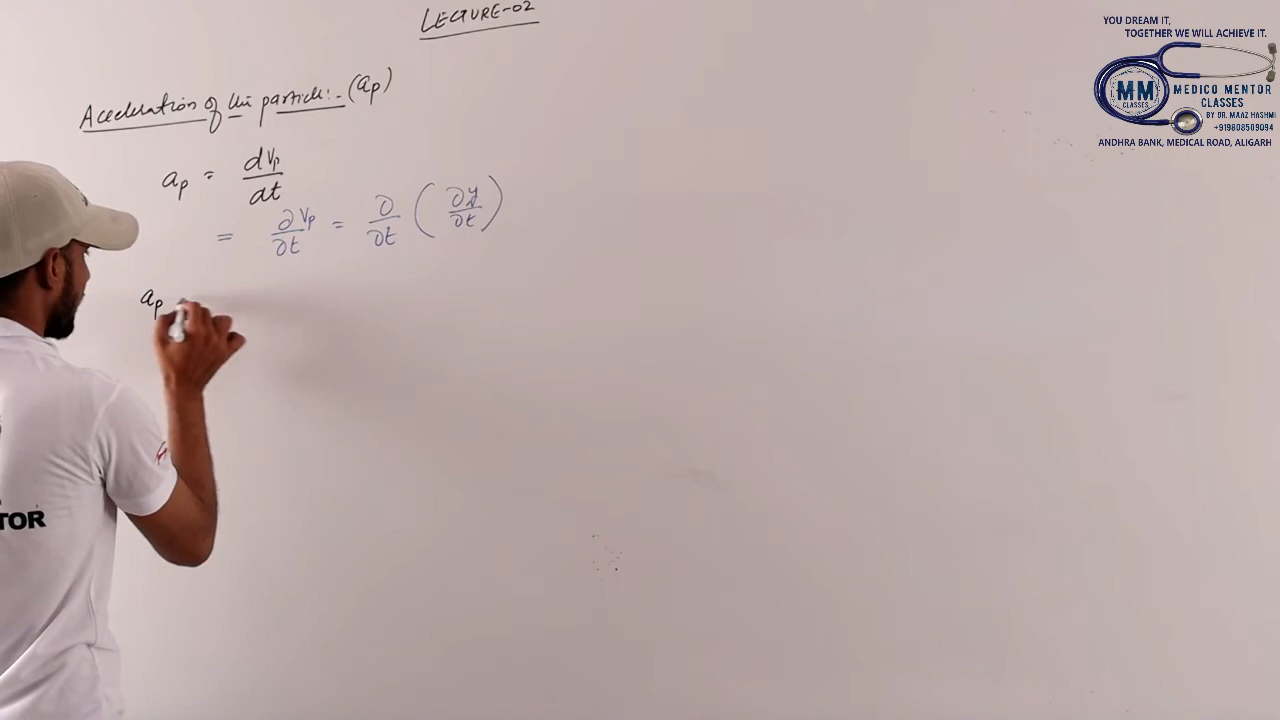 LECTURE-02
Aceleration of the particle:- (ap)
ap = dVp/dt
= ∂Vp/∂t = ∂/∂t (∂y/∂t)
ap
YOU DREAM IT,
TOGETHER WE WILL ACHIEVE IT.
MM
CLASSES
MEDICO MENTOR
CLASSES
BY DR. MAAZ HASHMI
+919808509094
ANDHRA BANK, MEDICAL ROAD, ALIGARH
TOR